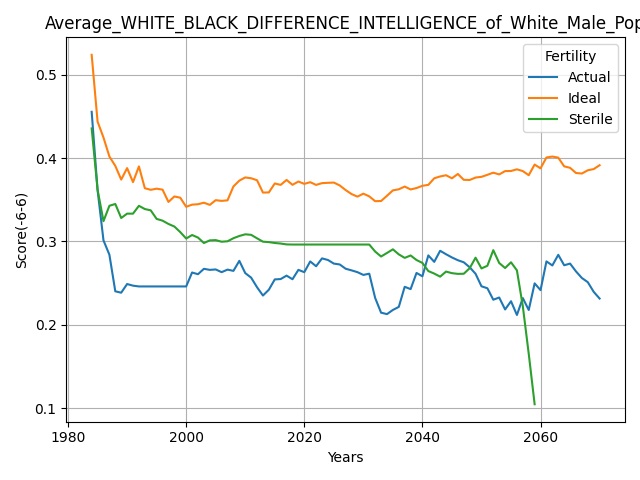 Average_WHITE_BLACK_DIFFERENCE_INTELLIGENCE_of_White_Male_Pop
Fertility
Actual
Ideal
Sterile
Score(-6-6)
0.5
0.4
0.3
0.2
0.1
1980 2000 2020 2040 2060
Years